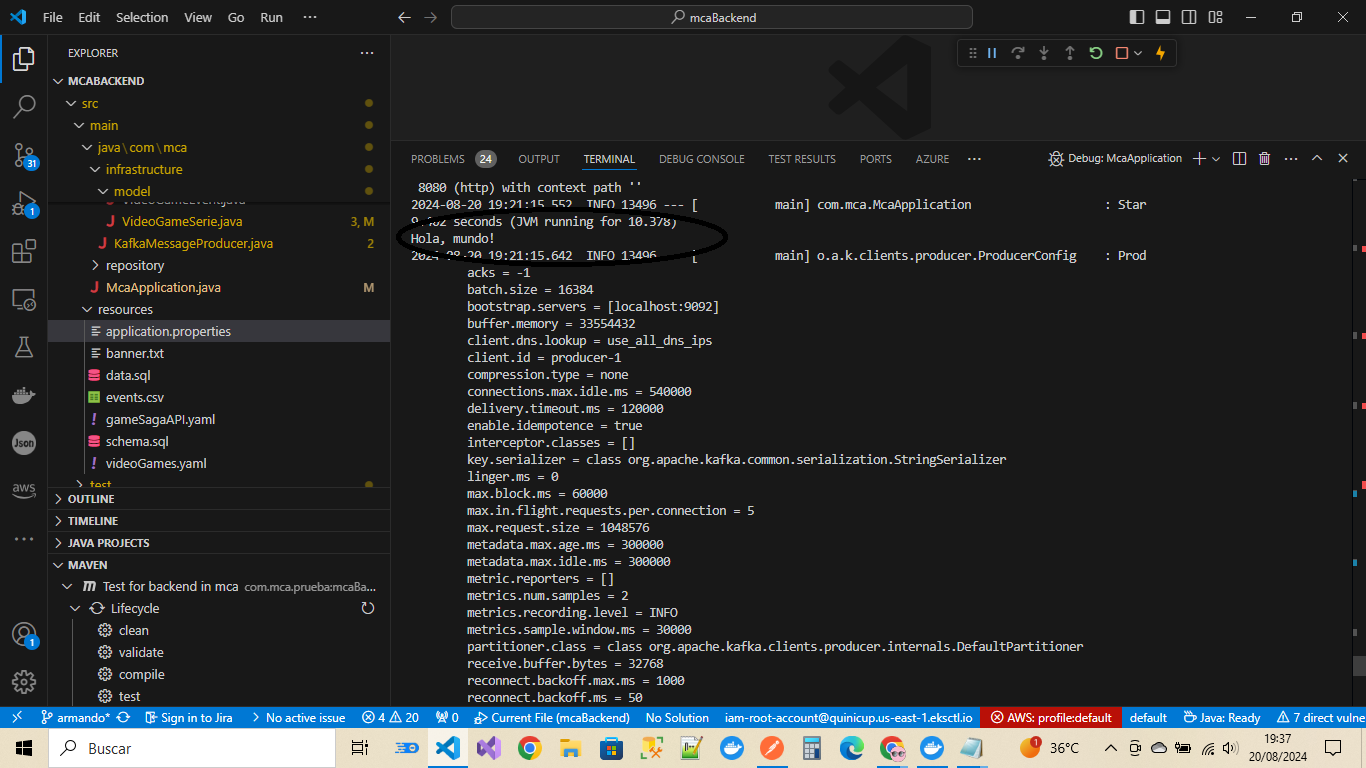 File Edit Selection View Go Run ···
mcaBackend
EXPLORER
MCABACKEND
src
main
java\com\mca
infrastructure
model
VideoGameEvent.java
VideoGameSerie.java 3, M
KafkaMessageProducer.java 2
repository
McaApplication.java M
resources
application.properties
banner.txt
data.sql
events.csv
gameSagaAPI.yaml
schema.sql
videoGames.yaml
test
OUTLINE
TIMELINE
JAVA PROJECTS
MAVEN
Test for backend in mca com.mca.prueba:mcaBa...
Lifecycle
clean
validate
compile
test
31
1
Json
aws
1
PROBLEMS 24 OUTPUT TERMINAL DEBUG CONSOLE TEST RESULTS PORTS AZURE ···
Debug: McaApplication
8080 (http) with context path ''
2024-08-20 19:21:15.552 INFO 13496 --- [ main] com.mca.McaApplication : Star
seconds (JVM running for 10.378)
Hola, mundo!
2024-08-20 19:21:15.642 INFO 13496 [ main] o.a.k.clients.producer.ProducerConfig : Prod
acks = -1
batch.size = 16384
bootstrap.servers = [localhost:9092]
buffer.memory = 33554432
client.dns.lookup = use_all_dns_ips
client.id = producer-1
compression.type = none
connections.max.idle.ms = 540000
delivery.timeout.ms = 120000
enable.idempotence = true
interceptor.classes = []
key.serializer = class org.apache.kafka.common.serialization.StringSerializer
linger.ms = 0
max.block.ms = 60000
max.in.flight.requests.per.connection = 5
max.request.size = 1048576
metadata.max.age.ms = 300000
metadata.max.idle.ms = 300000
metric.reporters = []
metrics.num.samples = 2
metrics.recording.level = INFO
metrics.sample.window.ms = 30000
partitioner.class = class org.apache.kafka.clients.producer.internals.DefaultPartitioner
receive.buffer.bytes = 32768
reconnect.backoff.max.ms = 1000
reconnect.backoff.ms = 50
armando* Sign in to Jira No active issue 4 20 0 Current File (mcaBackend) No Solution iam-root-account@quinicup.us-east-1.eksctl.io AWS: profile:default default Java: Ready 7 direct vulne
Buscar
1
36°C
19:37
20/08/2024